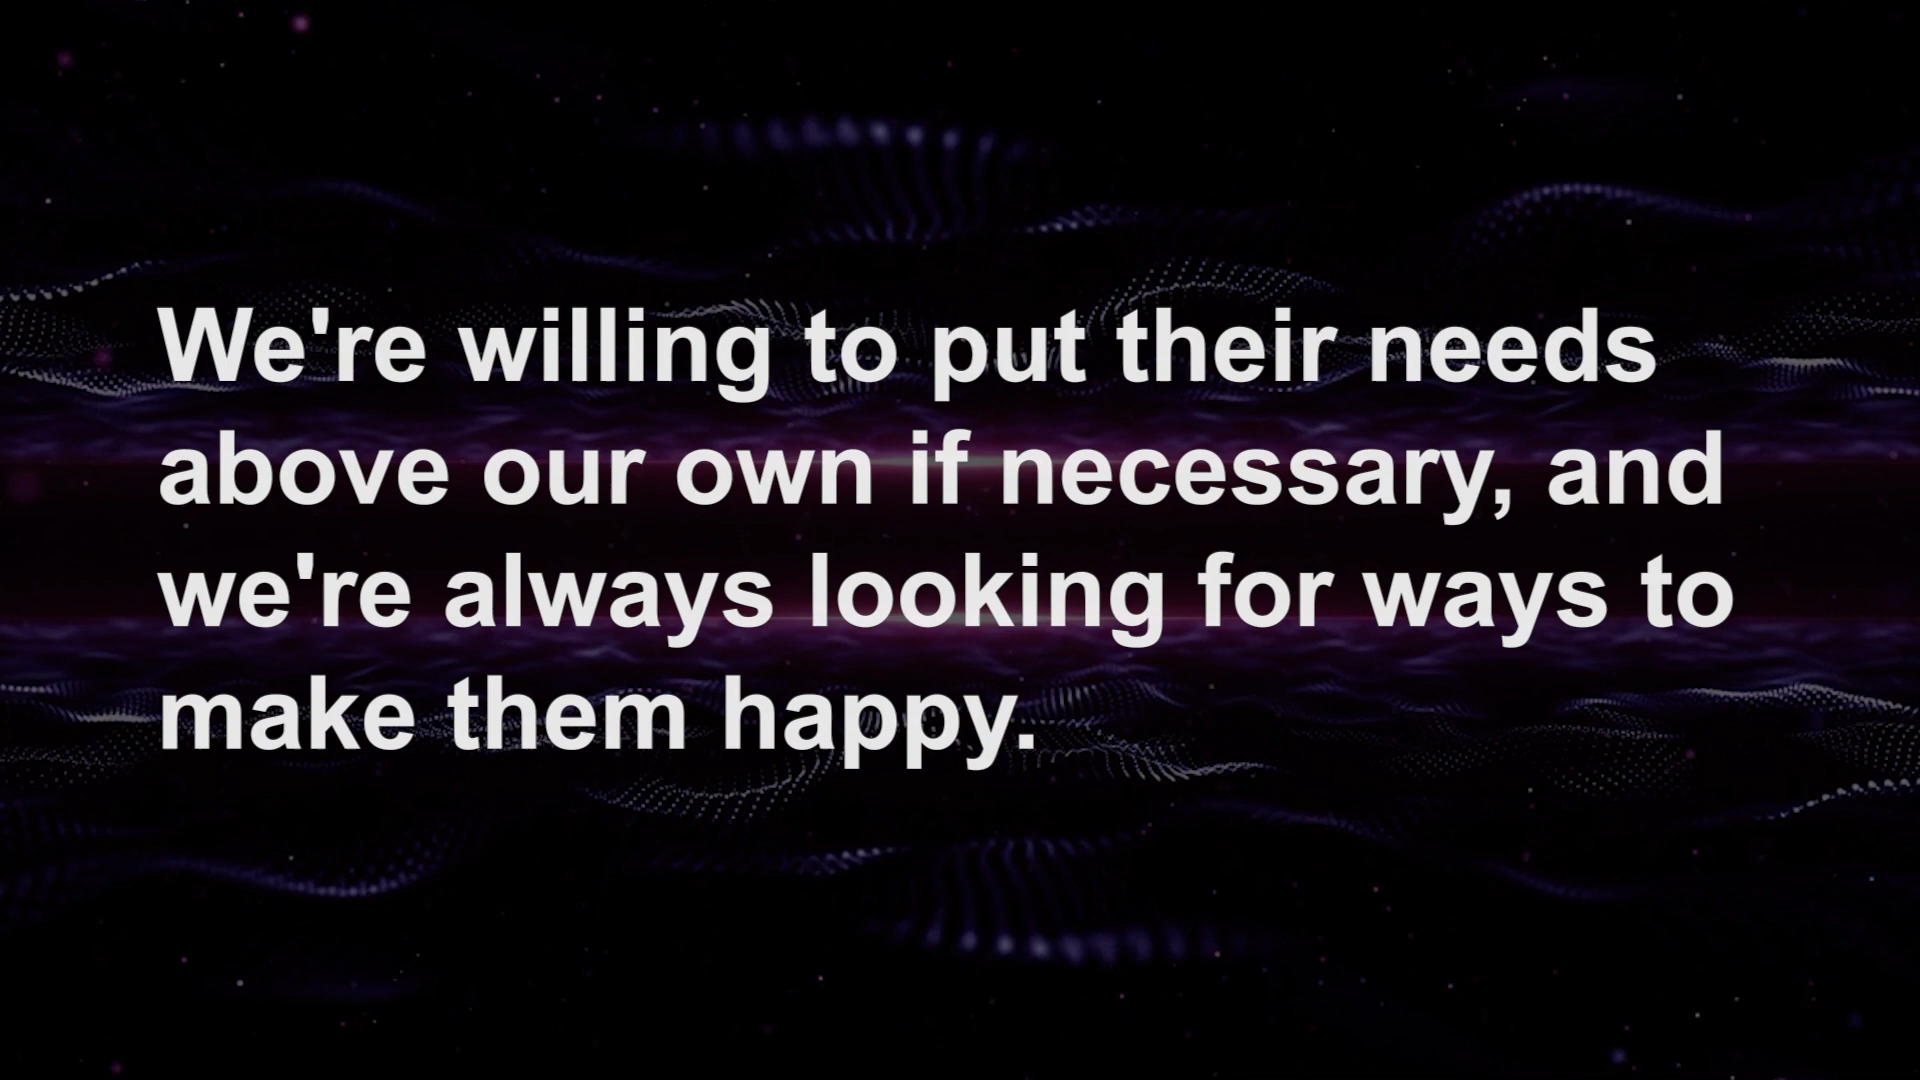 We're willing to put their needs
above our own if necessary, and
we're always looking for ways to
make them happy.